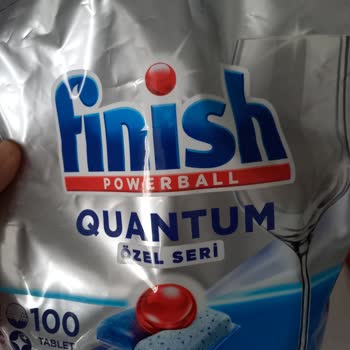 finish
POWERBALL
QUANTUM
ÖZEL SERİ
100
TABLET